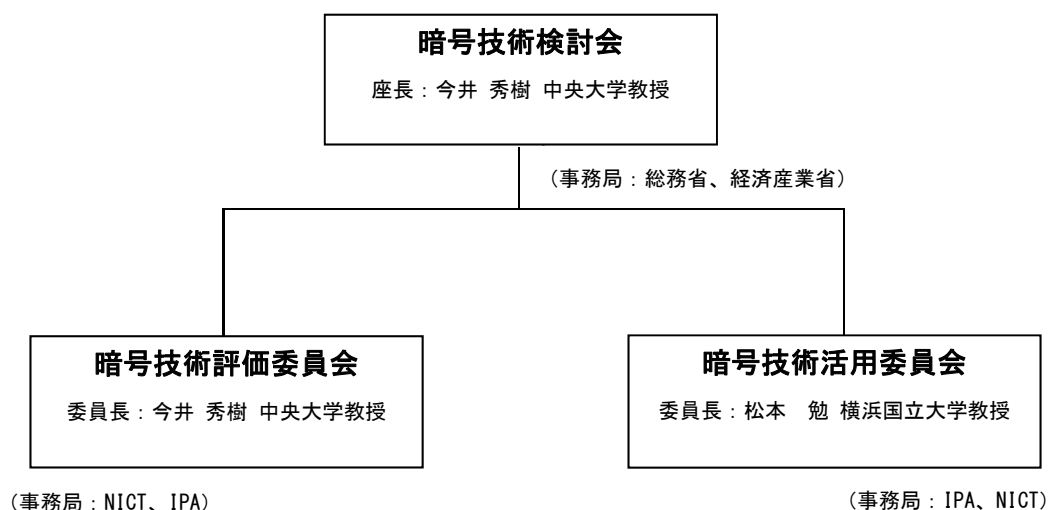 暗号技術検討会
座長：今井 秀樹 中央大学教授
（事務局：総務省、経済産業省）
暗号技術評価委員会
委員長：今井 秀樹 中央大学教授
（事務局：NICT、IPA）
暗号技術活用委員会
委員長：松本　勉 横浜国立大学教授
（事務局：IPA、NICT）